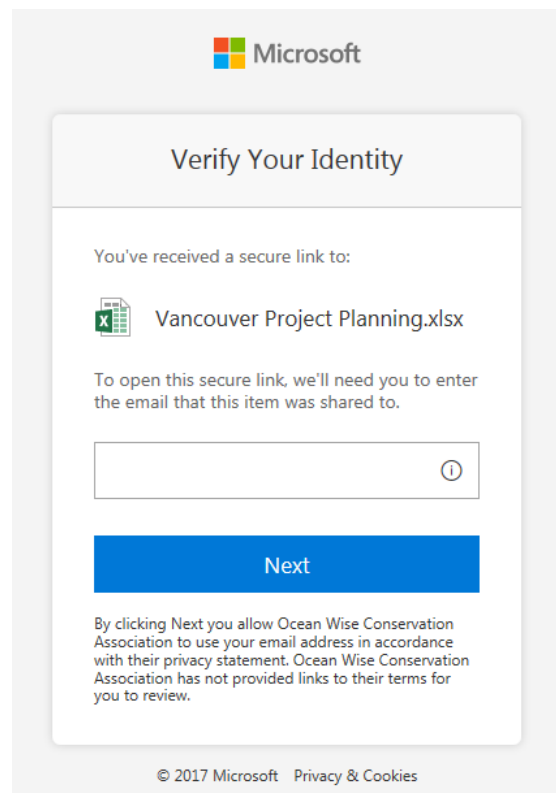 Microsoft
Verify Your Identity
You've received a secure link to:
Vancouver Project Planning.xlsx
To open this secure link, we'll need you to enter
the email that this item was shared to.
Next
By clicking Next you allow Ocean Wise Conservation
Association to use your email address in accordance
with their privacy statement. Ocean Wise Conservation
Association has not provided links to their terms for
you to review.
© 2017 Microsoft Privacy & Cookies